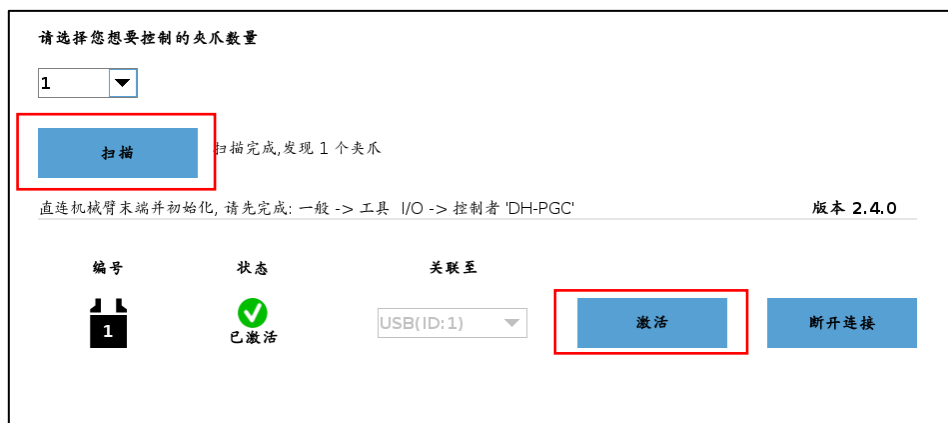 请选择您想要控制的夹爪数量
1
扫描 扫描完成,发现 1 个夹爪
直连机械臂末端并初始化, 请先完成: 一般 -> 工具 I/O -> 控制者 'DH-PGC' 版本 2.4.0
编号 状态 关联至
1 已激活 USB(ID:1) 激活 断开连接